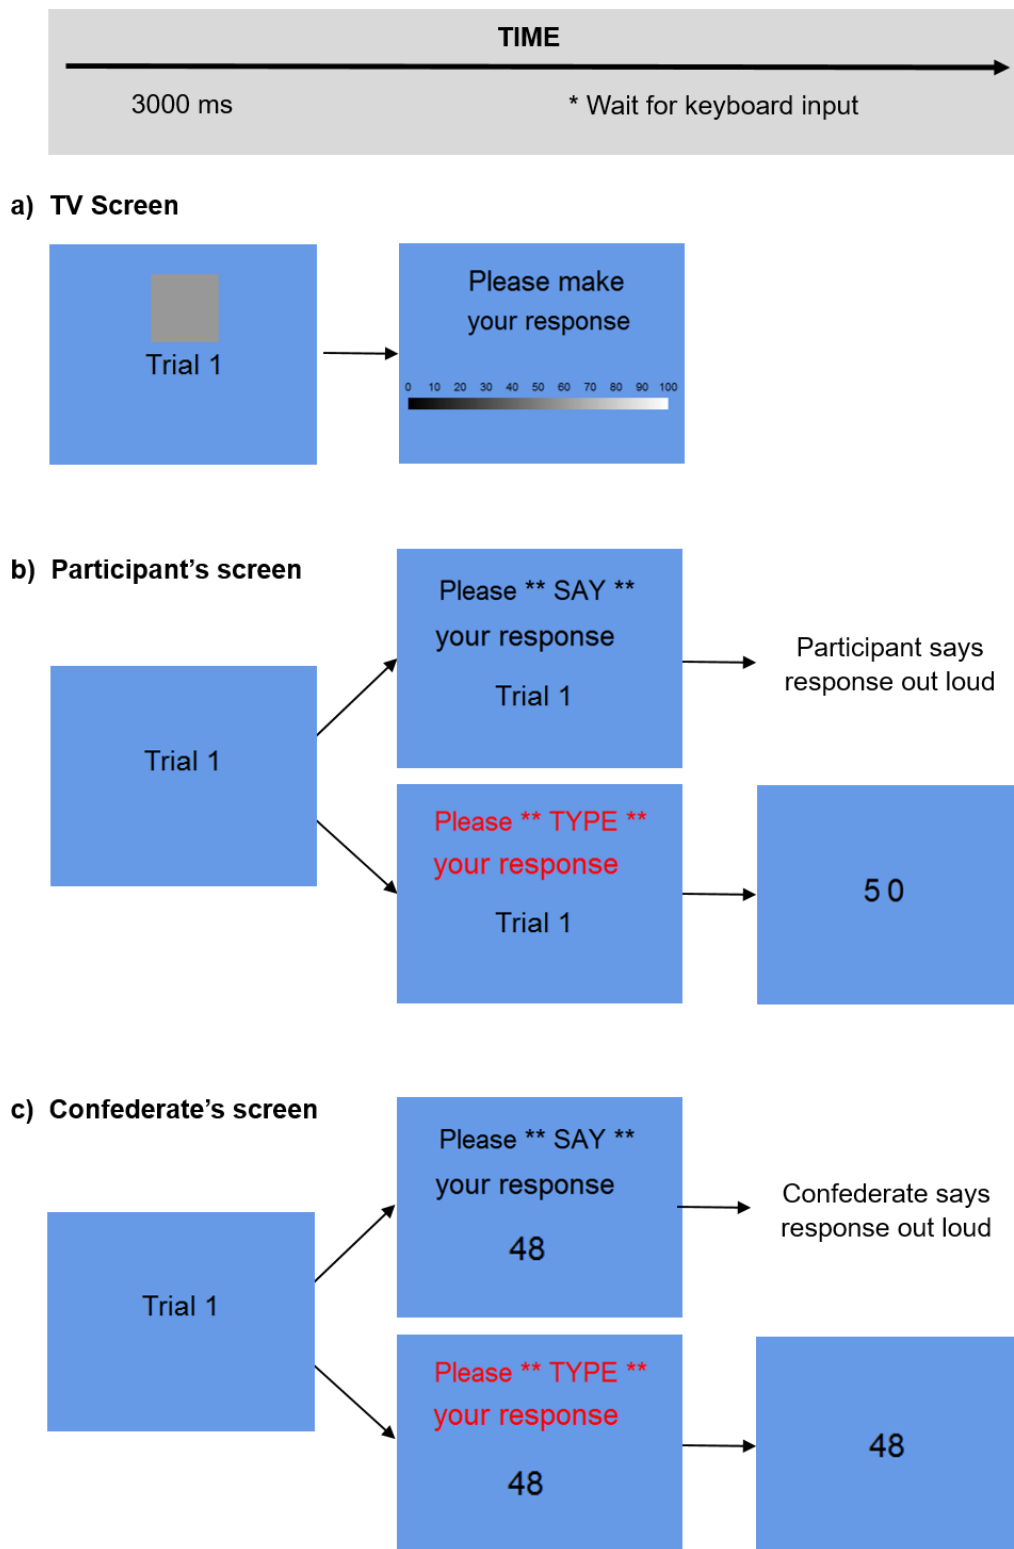 TIME
3000 ms
* Wait for keyboard input
a) TV Screen
Trial 1
Please make
your response
0 10 20 30 40 50 60 70 80 90 100
b) Participant's screen
Trial 1
Please ** SAY **
your response
Trial 1
Participant says
response out loud
Please ** TYPE **
your response
Trial 1
5 0
c) Confederate's screen
Trial 1
Please ** SAY **
your response
48
Confederate says
response out loud
Please ** TYPE **
your response
48
48